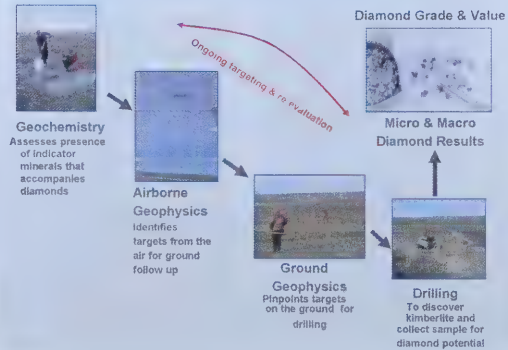 Diamond Grade & Value
Ongoing targeting & re evaluation
Geochemistry
Assesses presence
of indicator
minerals that
accompanies
diamonds
Airborne
Geophysics
Identifies
targets from the
air for ground
follow up
Ground
Geophysics
Pinpoints targets
on the ground for
drilling
Drilling
To discover
kimberlite and
collect sample for
diamond potential
Micro & Macro
Diamond Results